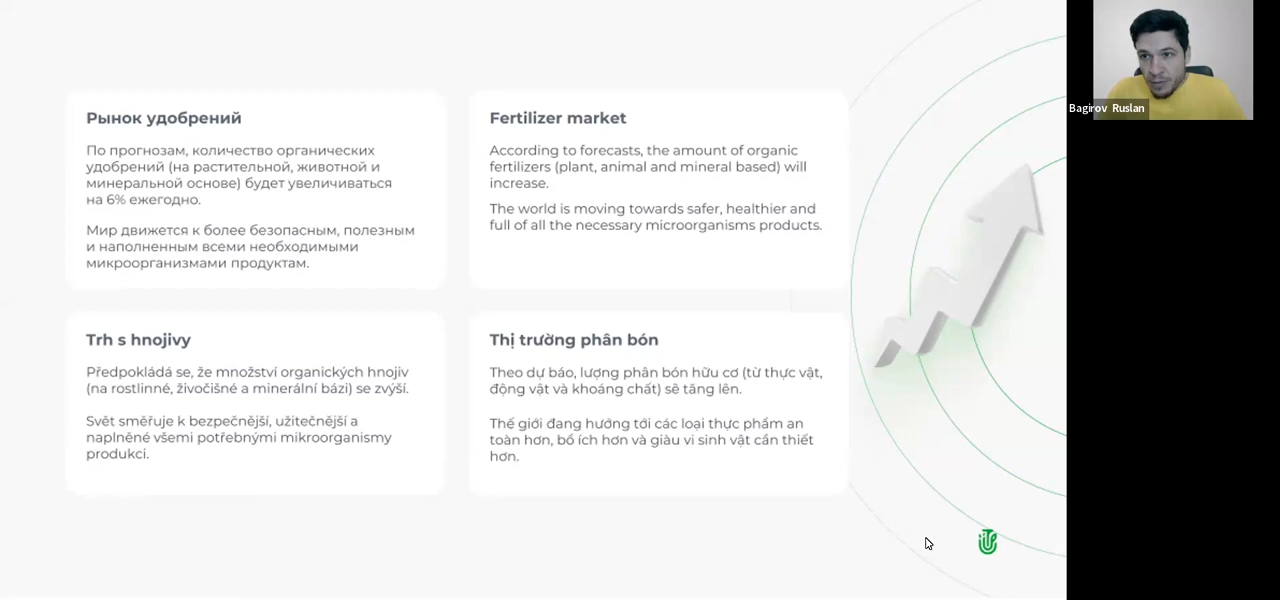 Рынок удобрений
По прогнозам, количество органических
удобрений (на растительной, животной и
минеральной основе) будет увеличиваться
на 6% ежегодно.
Мир движется к более безопасным, полезным
и наполненным всеми необходимыми
микроорганизмами продуктам.
Fertilizer market
According to forecasts, the amount of organic
fertilizers (plant, animal and mineral based) will
increase.
The world is moving towards safer, healthier and
full of all the necessary microorganisms products.
Trh s hnojivy
Předpokládá se, že množství organických hnojiv
(na rostlinné, živočišné a minerální bázi) se zvýší.
Svět směřuje k bezpečnější, užitečnější a
naplněné všemi potřebnými mikroorganismy
produkci.
Thị trường phân bón
Theo dự báo, lượng phân bón hữu cơ (từ thực vật,
động vật và khoáng chất) sẽ tăng lên.
Thế giới đang hướng tới các loại thực phẩm an
toàn hơn, bổ ích hơn và giàu vi sinh vật cần thiết
hơn.
Bagirov Ruslan